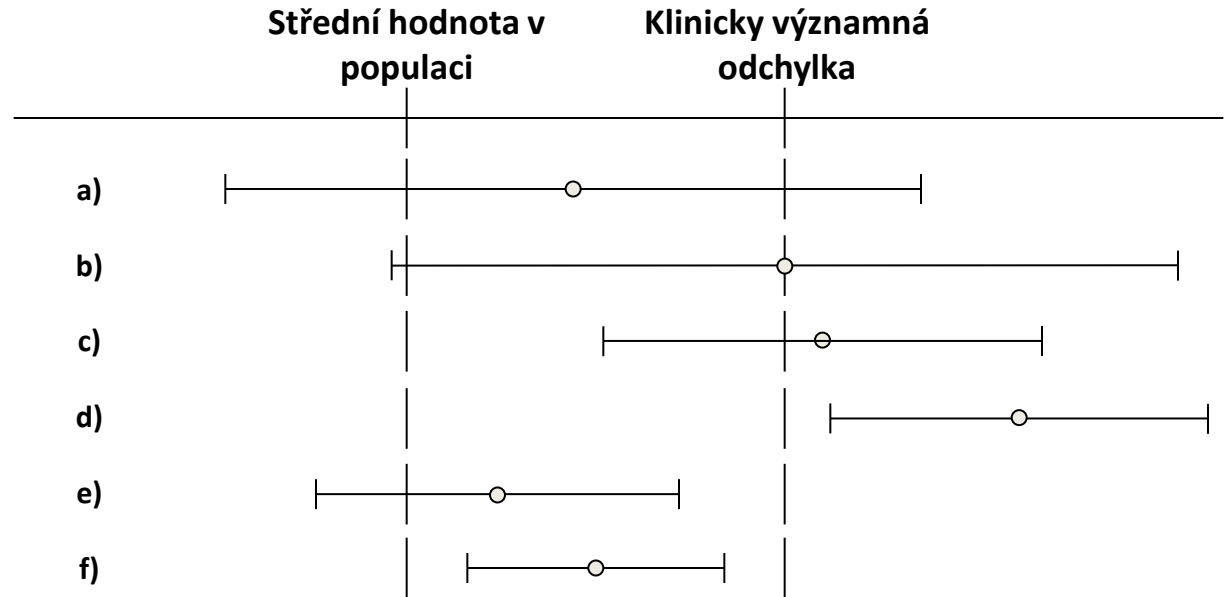 Střední hodnota v
populaci
Klinicky významná
odchylka
a)
b)
c)
d)
e)
f)